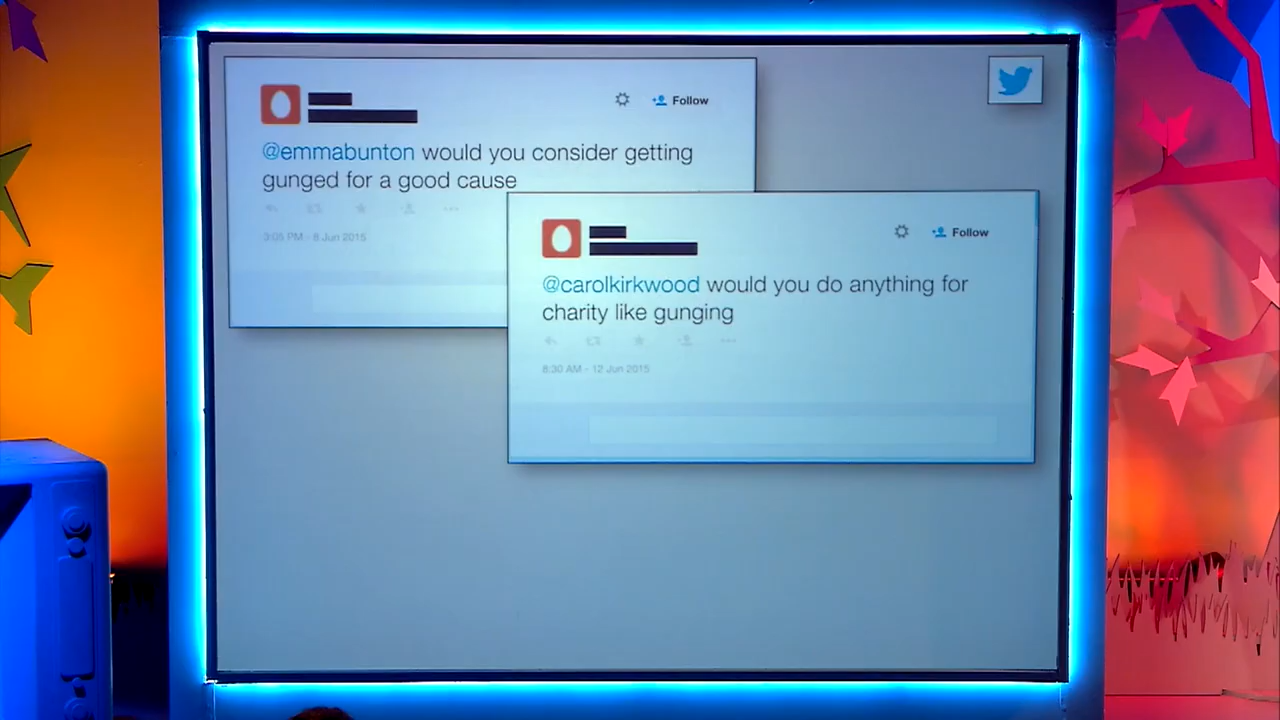 Follow
@emmabunton would you consider getting
gunged for a good cause
3:05 PM - 8 Jun 2015
Follow
@carolkirkwood would you do anything for
charity like gunging
8:30 AM - 12 Jun 2015